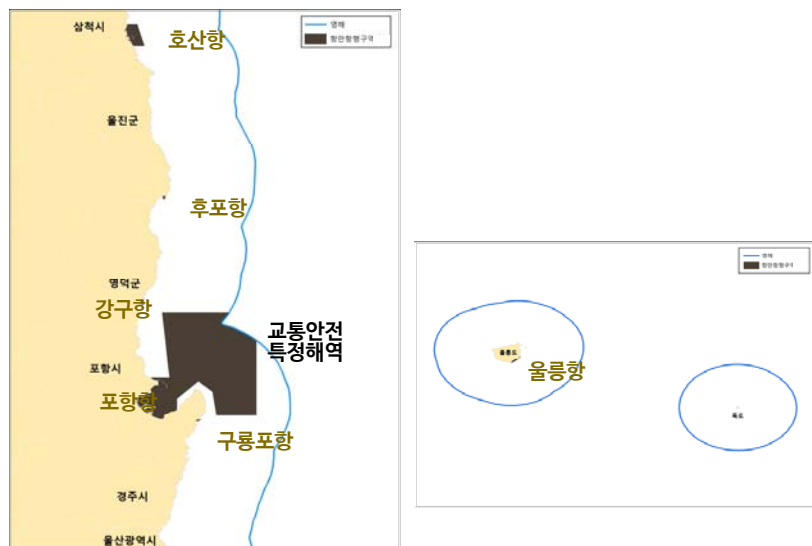 삼척시
호산항
영해
항만항행구역
울진군
후포항
영덕군
강구항
교통안전
특정해역
포항시
포항항
구룡포항
경주시
울산광역시
영해
항만항행구역
울릉도
울릉항
독도